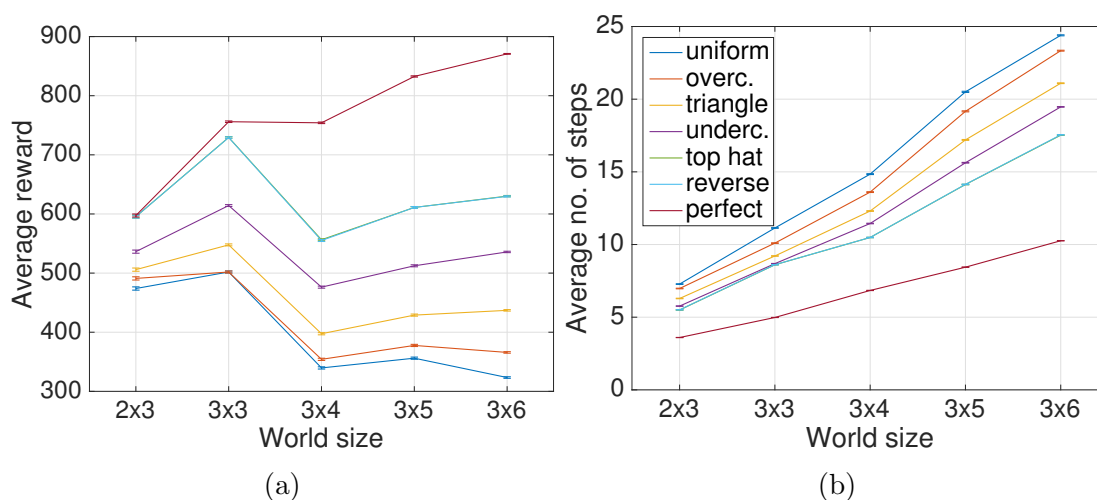 900
800
700
600
500
400
300
Average reward
2x3 3x3 3x4 3x5 3x6
World size
(a)
25
20
15
10
5
0
Average no. of steps
uniform
overc.
triangle
underc.
top hat
reverse
perfect
2x3 3x3 3x4 3x5 3x6
World size
(b)